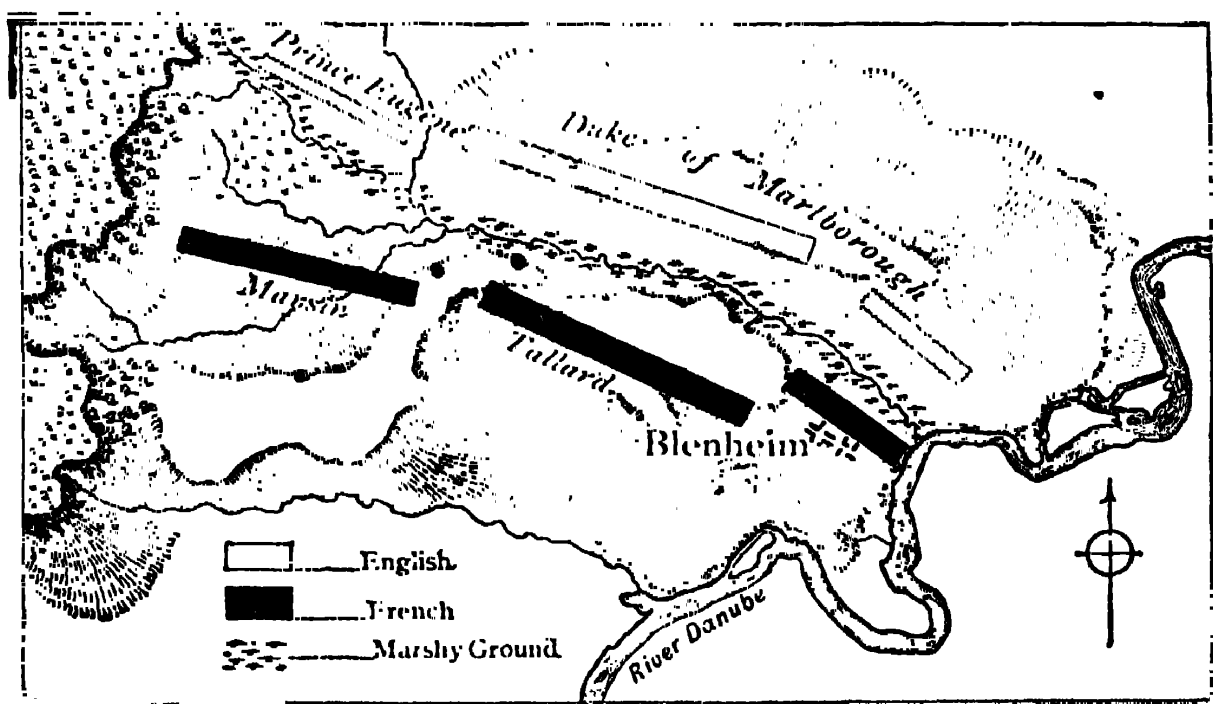 Prince Eugene
Duke of Marlborough
Marsin
Tallard
Blenheim
English
French
Marshy Ground
River Danube